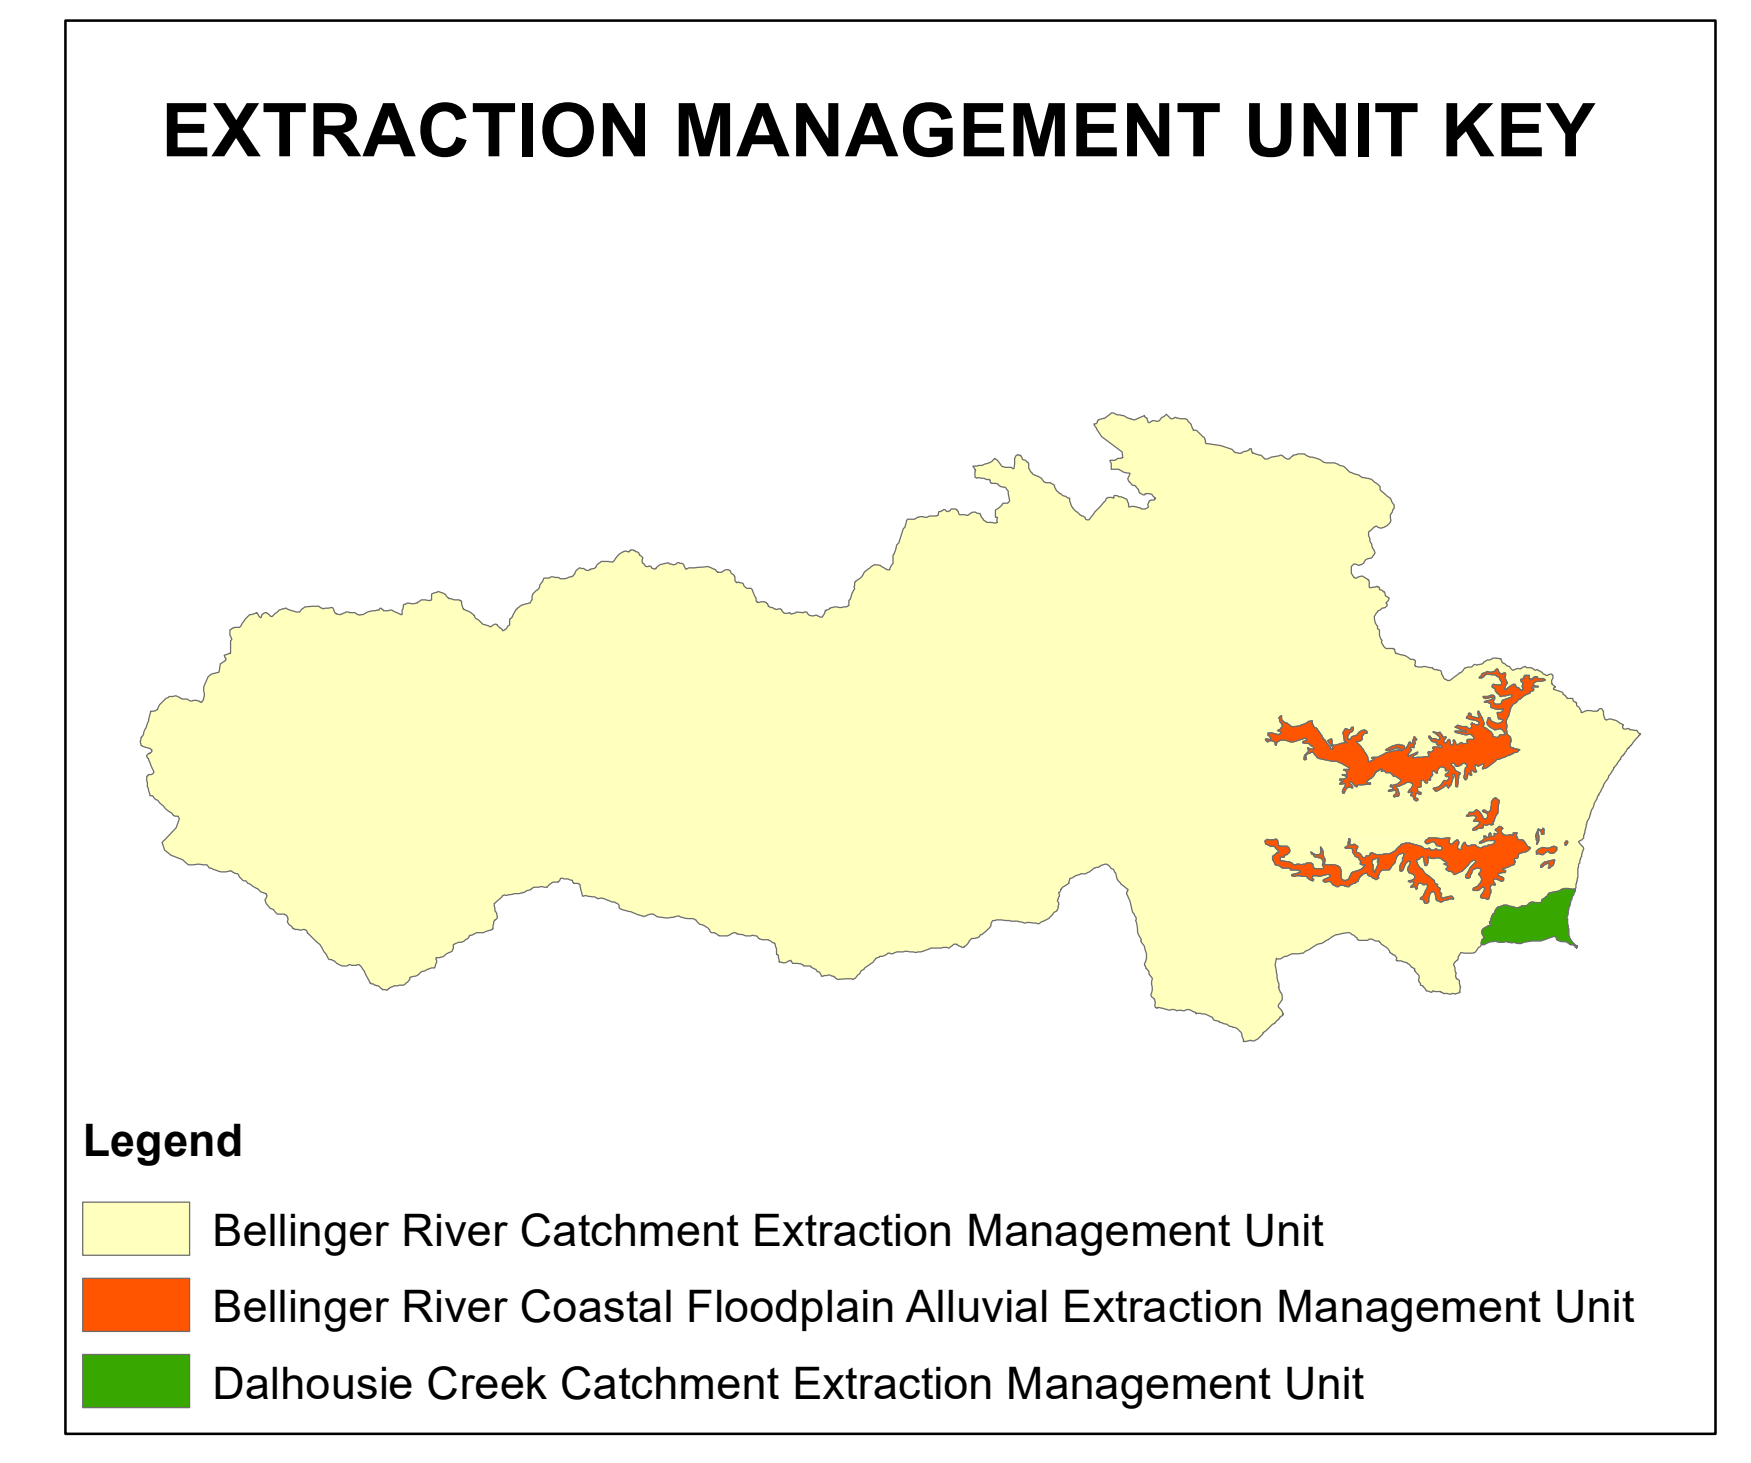 EXTRACTION MANAGEMENT UNIT KEY
Legend
Bellinger River Catchment Extraction Management Unit
Bellinger River Coastal Floodplain Alluvial Extraction Management Unit
Dalhousie Creek Catchment Extraction Management Unit